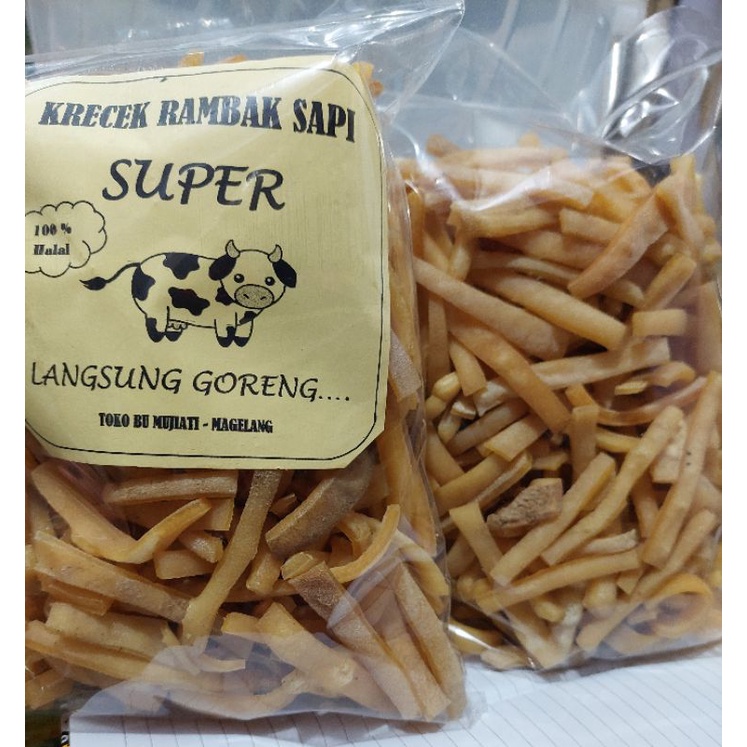 KRECEK RAMBAK SAPI
SUPER
100 %
Halal
LANGSUNG GORENG....
TOKO BU MUJIATI - MAGELANG